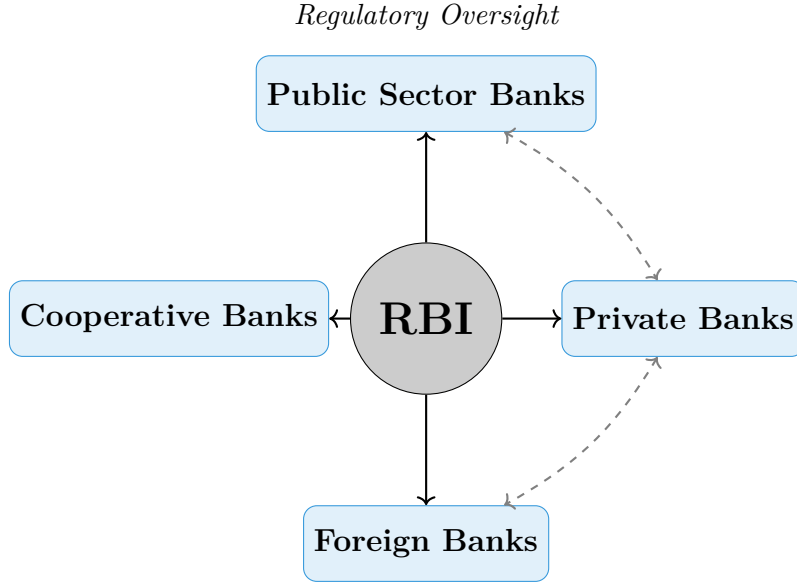 Regulatory Oversight
Public Sector Banks
Cooperative Banks
RBI
Private Banks
Foreign Banks